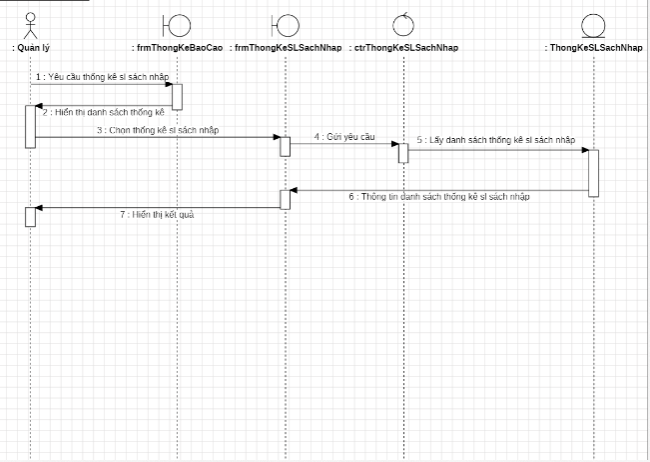 : Quản lý
: frmThongKeBaoCao
: frmThongKeSLSachNhap
: ctrThongKeSLSachNhap
: ThongKeSLSachNhap
1 : Yêu cầu thống kê sl sách nhập
2 : Hiển thị danh sách thống kê
3 : Chọn thống kê sl sách nhập
4 : Gửi yêu cầu
5 : Lấy danh sách thống kê sl sách nhập
6 : Thông tin danh sách thống kê sl sách nhập
7 : Hiển thị kết quả